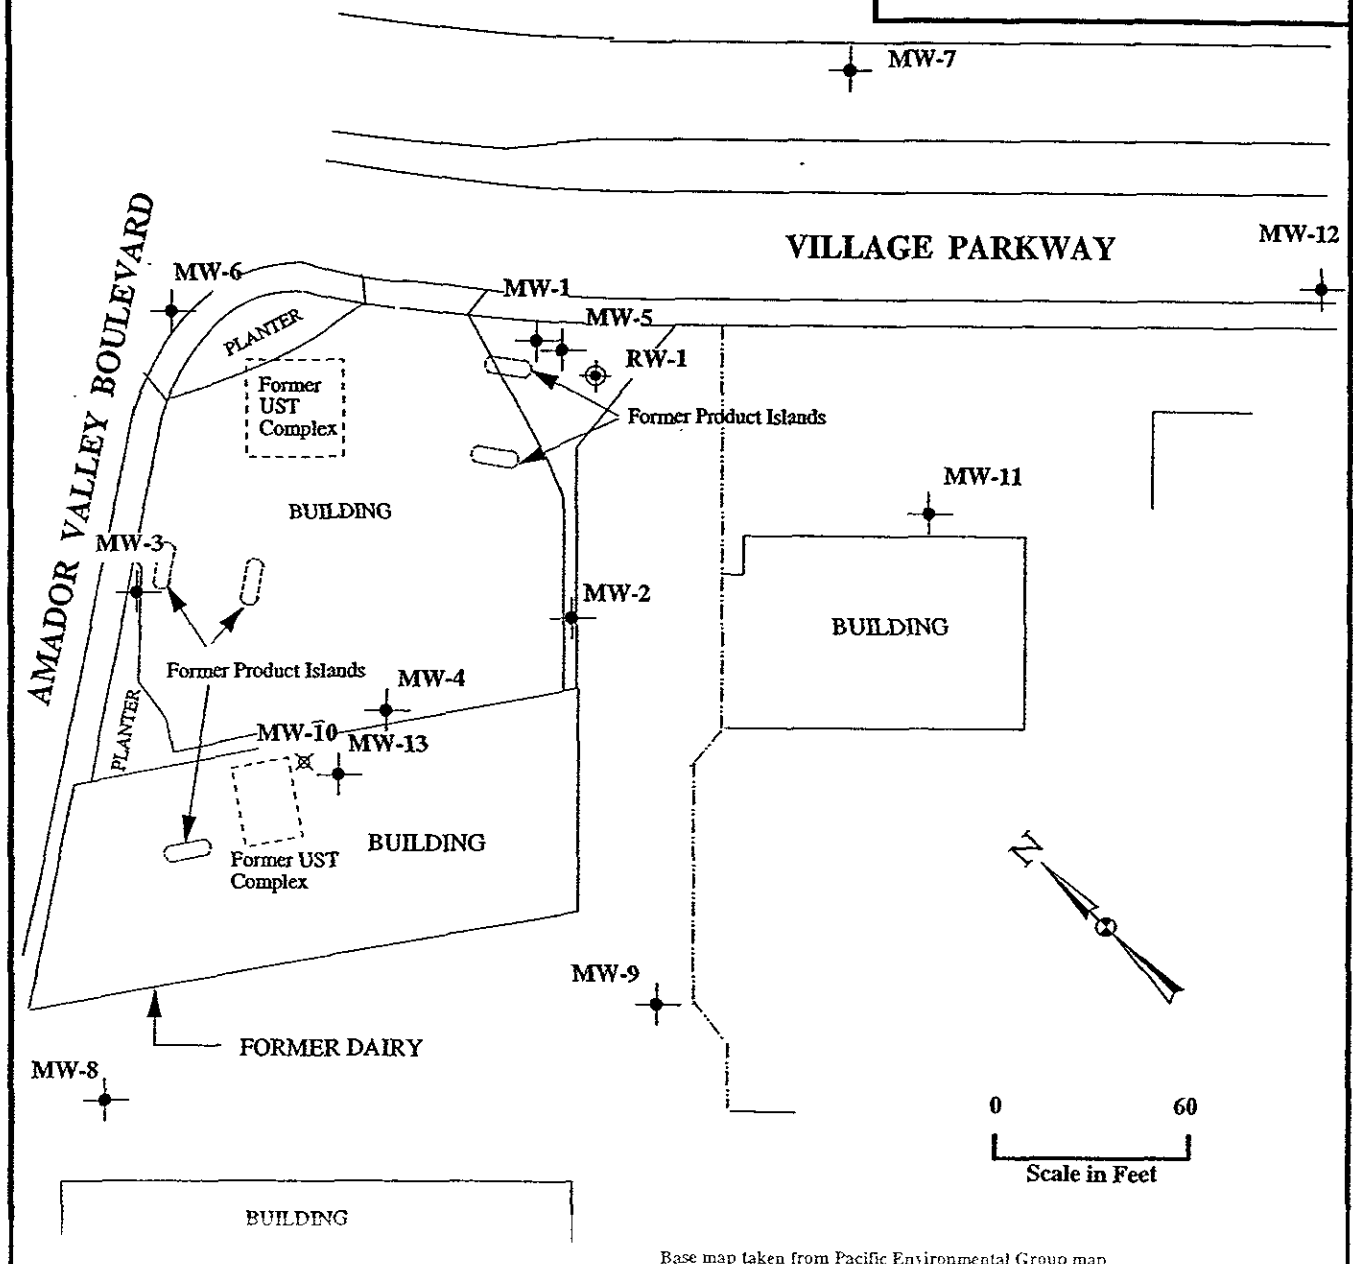 MW-7
AMADOR VALLEY BOULEVARD
VILLAGE PARKWAY
MW-12
MW-6
MW-1
MW-5
PLANTER
RW-1
Former
UST
Complex
Former Product Islands
MW-11
BUILDING
MW-3
MW-2
BUILDING
Former Product Islands
MW-4
PLANTER
MW-10
MW-13
BUILDING
Former UST
Complex
N
MW-9
FORMER DAIRY
MW-8
0 60
Scale in Feet
BUILDING
Base map taken from Pacific Environmental Group map